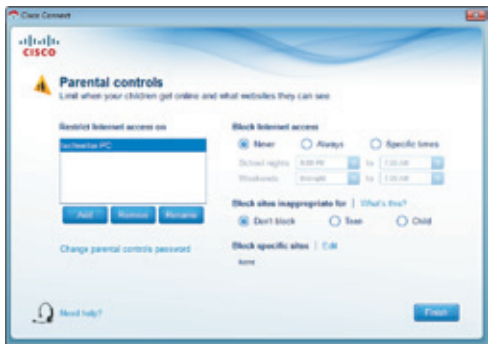 Cisco Connect
CISCO
Parental controls
Limit when your children get online and what websites they can see
Restrict Internet access on
Block Internet access
Never
Always
Specific times
School nights
to
Weekends
Midnight
to
Add
Remove
Rename
Block sites inappropriate for | What's this?
Don't block
Teen
Child
Change parental controls password
Block specific sites | Edit
None
Need help?
Finish